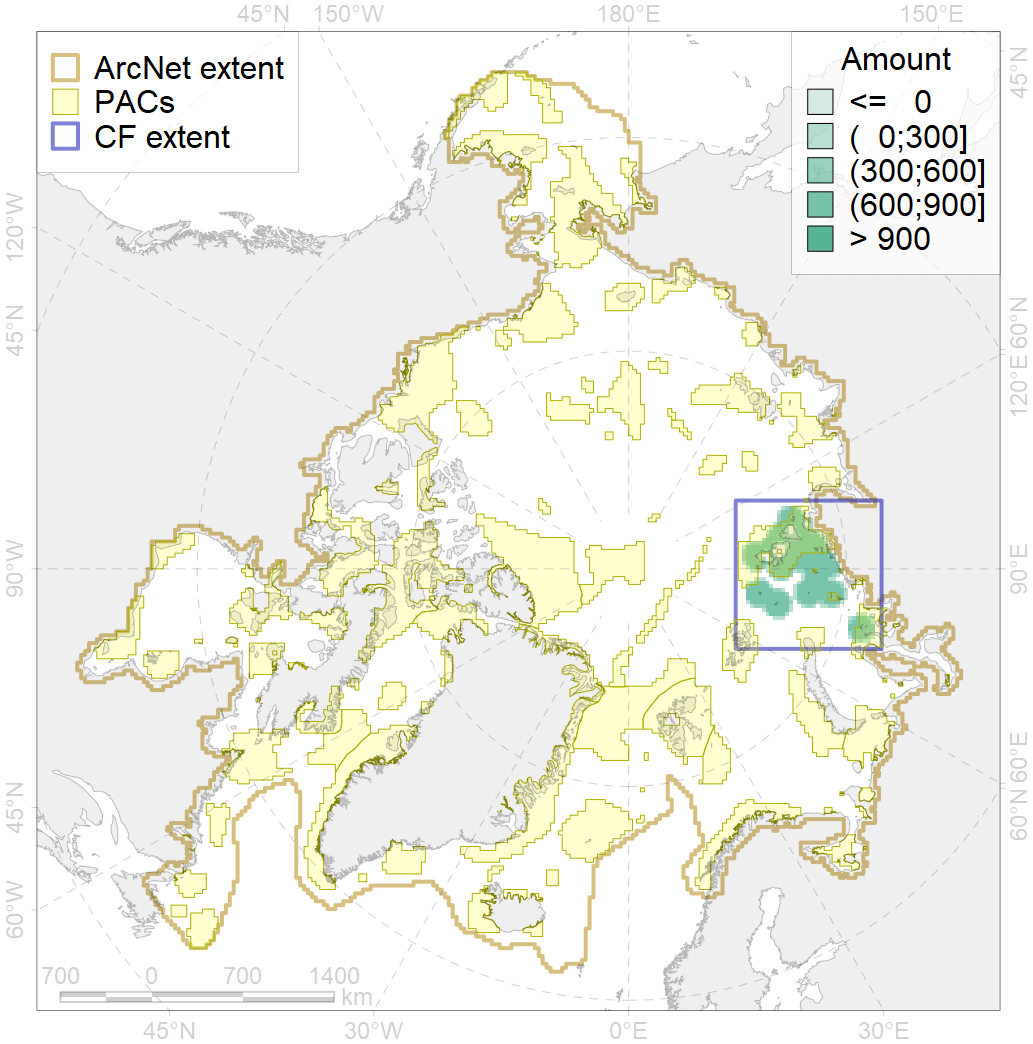 45°N 150°W 180°E 150°E
ArcNet extent
PACs
CF extent
Amount
<= 0
( 0;300]
(300;600]
(600;900]
> 900
45°N
120°W
60°N
120°E
45°N
90°W
90°E
45°N
60°N
60°W
60°E
700 0 700 1400
km
45°N 30°W 0°E 30°E